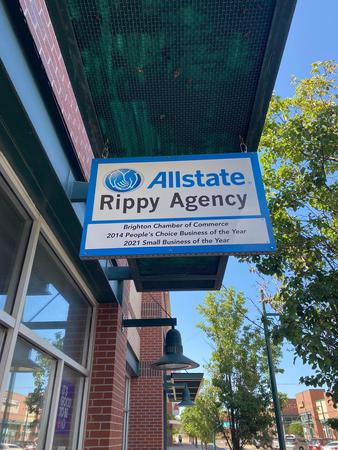 Allstate
Rippy Agency
Brighton Chamber of Commerce
2014 People's Choice Business of the Year
2021 Small Business of the Year